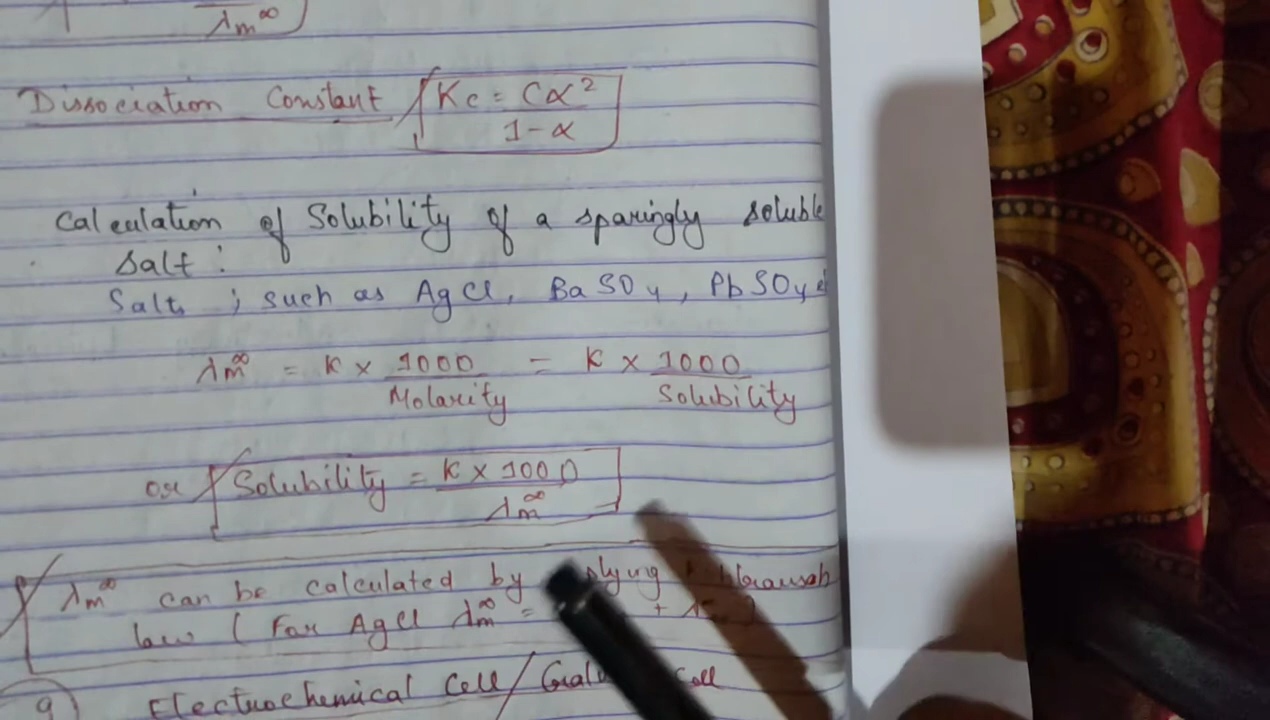 λm∞
Dissociation Constant Kc = Cα²
1-α
Calculation of Solubility of a sparingly soluble
Salt :
Salts ; such as AgCl, BaSO4, PbSO4
λm∞ = K × 1000 = K × 1000
Molarity Solubility
or Solubility = K × 1000
λm∞
λm∞ can be calculated by
law ( For AgCl λm∞ = + )
9 Electrochemical Cell/ Cell